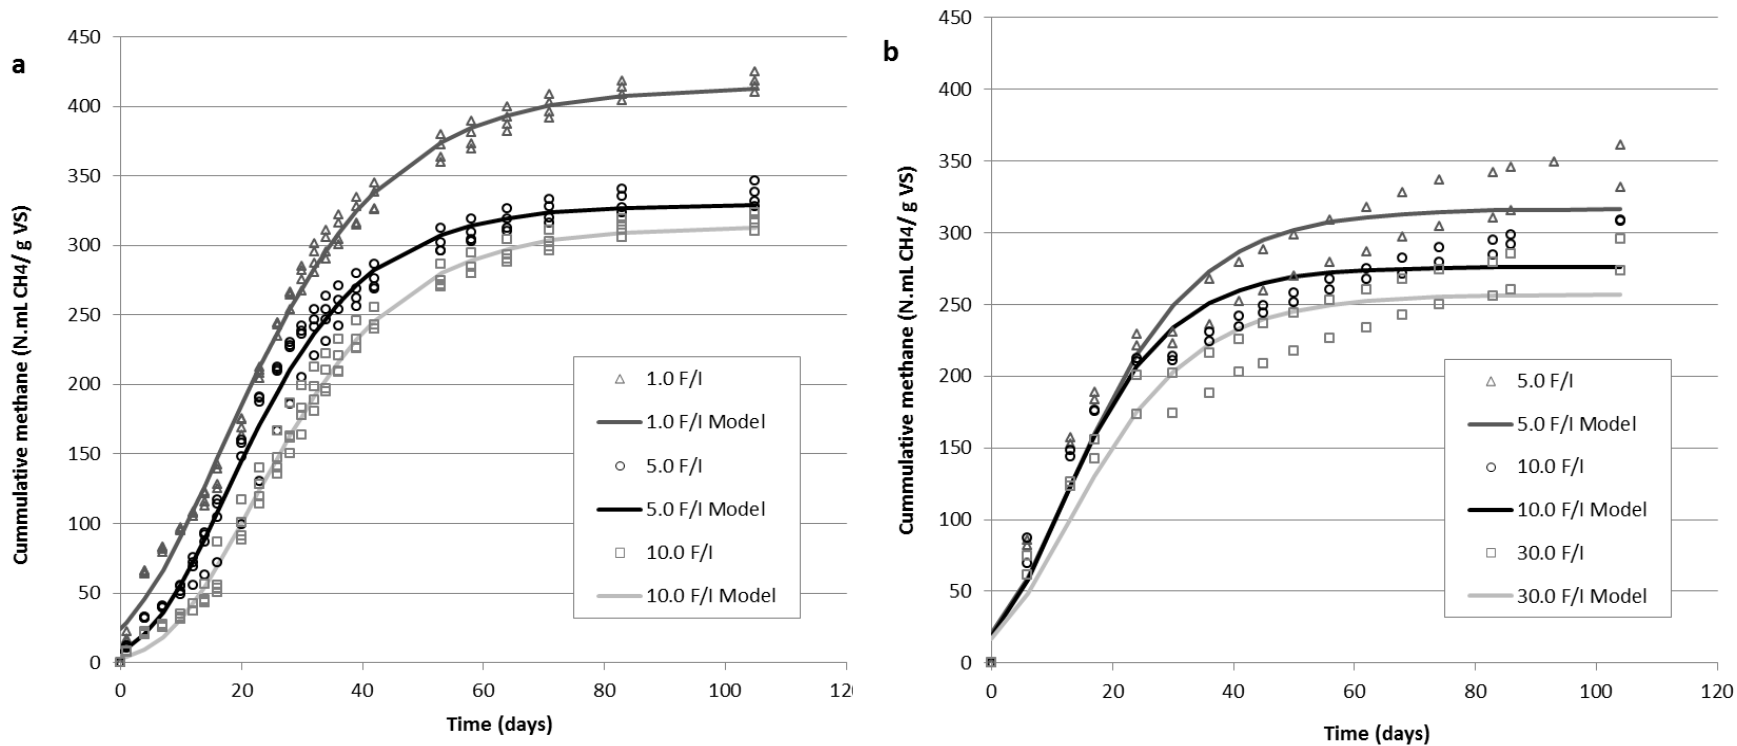 a
Cummulative methane (N.mL CH4/ g VS)
450
400
350
300
250
200
150
100
50
0
0 20 40 60 80 100 120
Time (days)
1.0 F/I
1.0 F/I Model
5.0 F/I
5.0 F/I Model
10.0 F/I
10.0 F/I Model
b
Cummulative methane (N.mL CH4/ g VS)
450
400
350
300
250
200
150
100
50
0
0 20 40 60 80 100 120
Time (days)
5.0 F/I
5.0 F/I Model
10.0 F/I
10.0 F/I Model
30.0 F/I
30.0 F/I Model